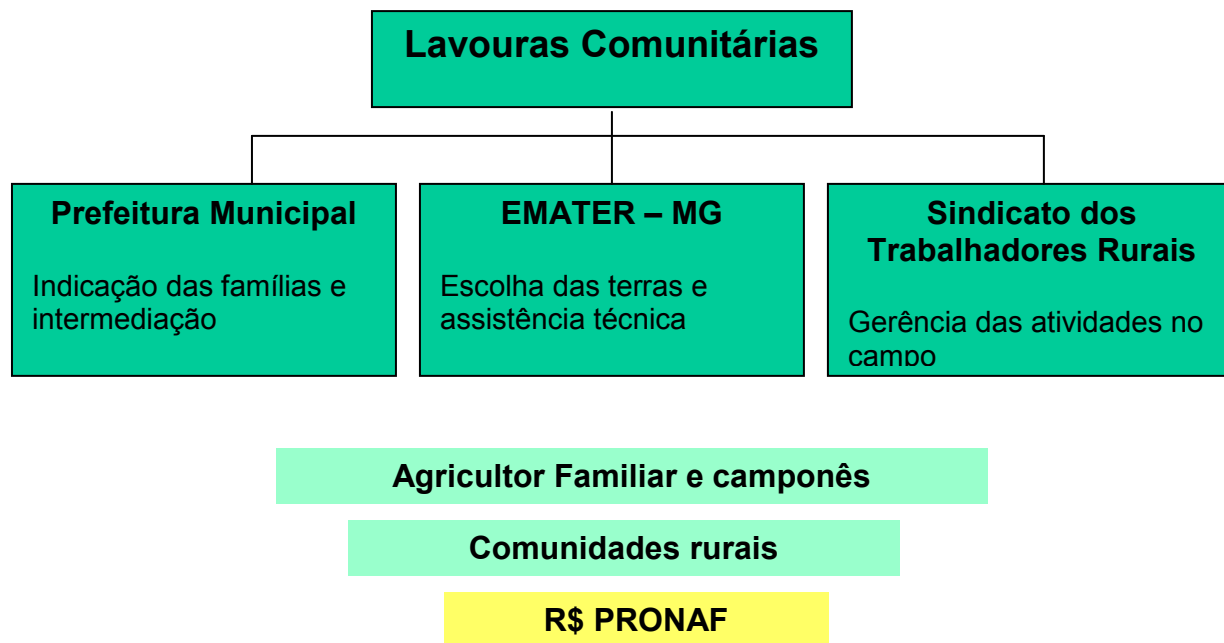 Lavouras Comunitárias
Prefeitura Municipal
Indicação das famílias e
intermediação
EMATER – MG
Escolha das terras e
assistência técnica
Sindicato dos
Trabalhadores Rurais
Gerência das atividades no
campo
Agricultor Familiar e camponês
Comunidades rurais
R$ PRONAF